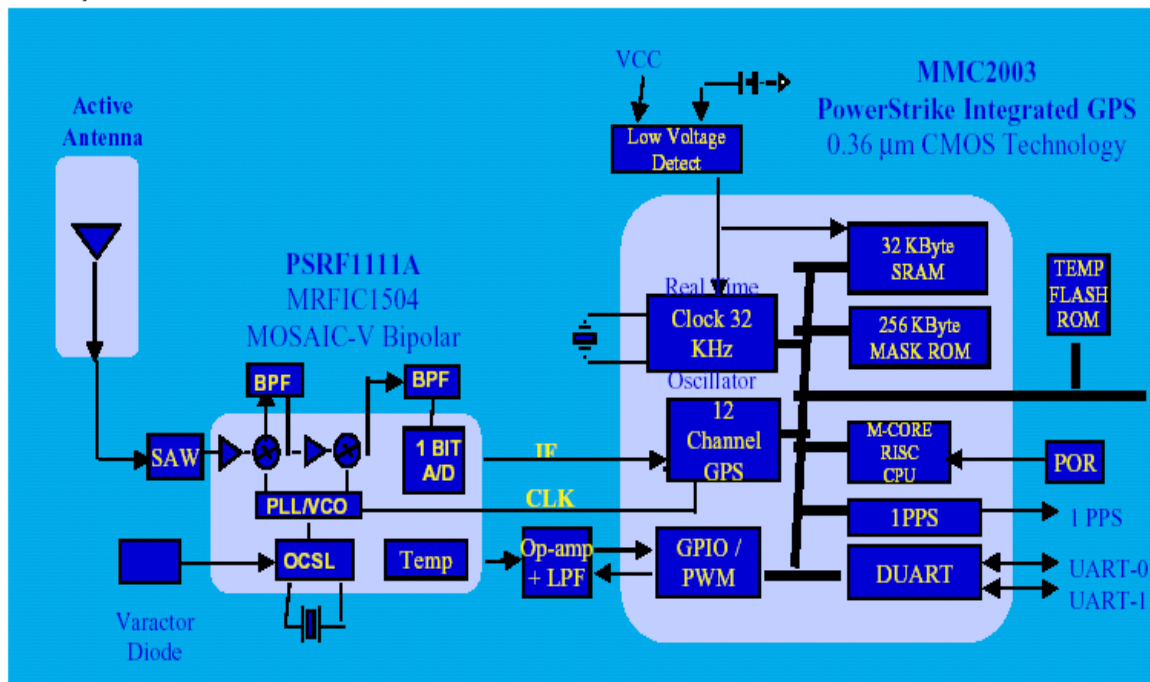 VCC
MMC2003
PowerStrike Integrated GPS
0.36 µm CMOS Technology
Active
Antenna
Low Voltage
Detect
32 KByte
SRAM
TEMP
FLASH
ROM
PSRF1111A
MRFIC1504
MOSAIC-V Bipolar
Real Time
Clock 32
KHz
Oscillator
256 KByte
MASK ROM
BPF
BPF
12
Channel
GPS
M-CORE
RISC
CPU
POR
SAW
1 BIT
A/D
IF
CLK
PLL/VCO
1PPS
1 PPS
OCSL
Temp
Op-amp
+ LPF
GPIO /
PWM
DUART
UART-0
UART-1
Varactor
Diode